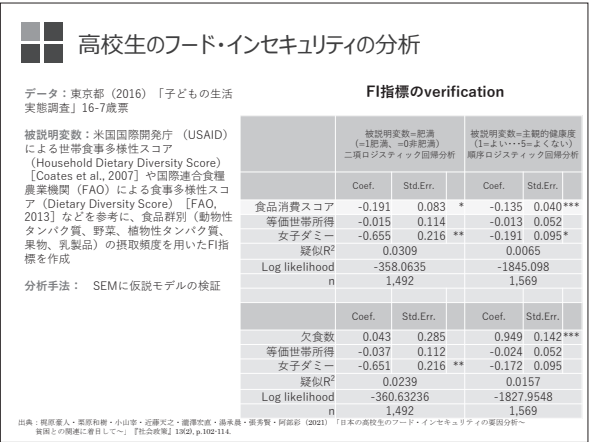 高校生のフード・インセキュリティの分析
データ：東京都（2016）「子どもの生活
実態調査」16-7歳票
被説明変数：米国国際開発庁（USAID）
による世帯食事多様性スコア
（Household Dietary Diversity Score）
［Coates et al., 2007］や国際連合食糧
農業機関（FAO）による食事多様性スコ
ア（Dietary Diversity Score）［FAO,
2013］などを参考に、食品群別（動物性
タンパク質、野菜、植物性タンパク質、
果物、乳製品）の摂取頻度を用いたFI指
標を作成
分析手法： SEMに仮説モデルの検証
FI指標のverification
被説明変数=肥満 被説明変数=主観的健康度
（=1肥満、=0非肥満） （1=よい・・・5=よくない）
二項ロジスティック回帰分析 順序ロジスティック回帰分析
Coef. Std.Err. Coef. Std.Err.
食品消費スコア -0.191 0.083 * -0.135 0.040 ***
等価世帯所得 -0.015 0.114 -0.013 0.052
女子ダミー -0.655 0.216 ** -0.191 0.095 *
疑似R² 0.0309 0.0065
Log likelihood -358.0635 -1845.098
n 1,492 1,569
Coef. Std.Err. Coef. Std.Err.
欠食数 0.043 0.285 0.949 0.142 ***
等価世帯所得 -0.037 0.112 -0.024 0.052
女子ダミー -0.651 0.216 ** -0.172 0.095
疑似R² 0.0239 0.0157
Log likelihood -360.63236 -1827.9548
n 1,492 1,569
出典：梶原豪人・栗原和樹・小山宰・近藤天之・瀧澤宏直・湯承晨・張秀賢・阿部彩（2021）「日本の高校生のフード・インセキュリティの要因分析～
貧困との関連に着目して～」『社会政策』13(2), p.102-114.